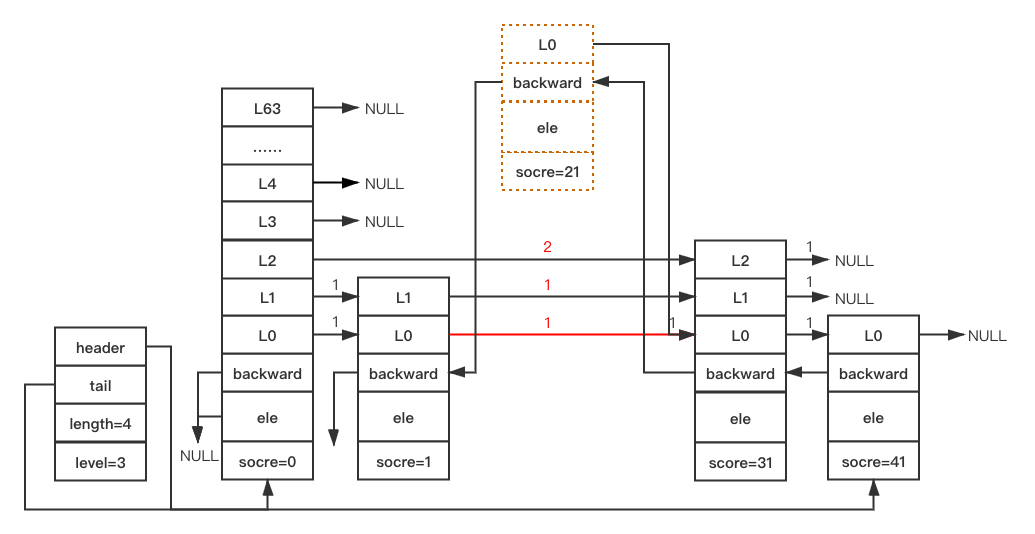 L0
backward
ele
socre=21
L63
NULL
......
L4
NULL
L3
NULL
L2
2
L2
1
NULL
L1
1
L1
1
L1
1
NULL
L0
1
L0
1
1
L0
1
L0
NULL
header
tail
length=4
level=3
backward
backward
backward
backward
ele
ele
ele
ele
NULL
socre=0
socre=1
score=31
socre=41